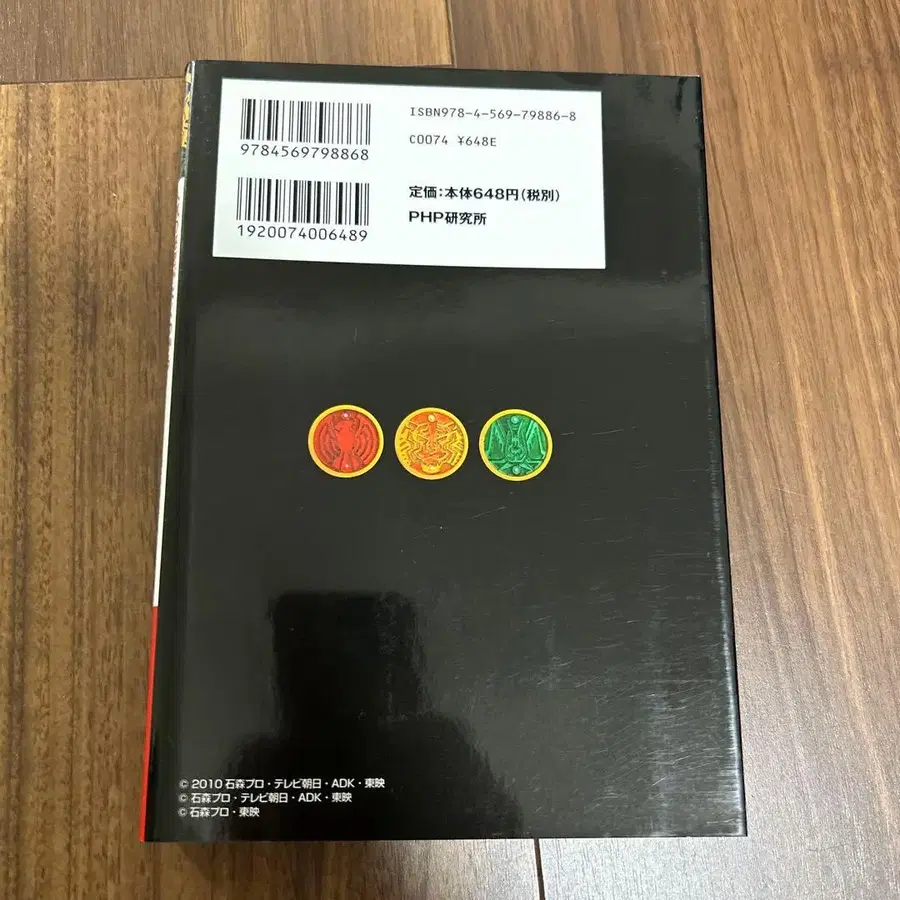 ISBN978-4-569-79886-8
C0074 ¥648E
9784569798868
定価：本体648円（税別）
PHP研究所
1920074006489
© 2010 石森プロ・テレビ朝日・ADK・東映
© 石森プロ・テレビ朝日・ADK・東映
© 石森プロ・東映